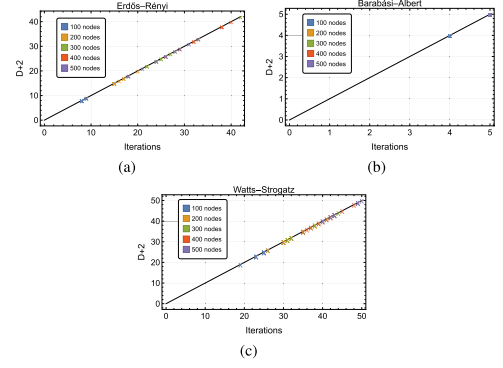 Erdős–Rényi
40
30
20
10
0
D+2
100 nodes
200 nodes
300 nodes
400 nodes
500 nodes
0 10 20 30 40
Iterations
(a)
Barabási–Albert
5
4
3
2
1
0
D+2
100 nodes
200 nodes
300 nodes
400 nodes
500 nodes
0 1 2 3 4 5
Iterations
(b)
Watts–Strogatz
50
40
30
20
10
0
D+2
100 nodes
200 nodes
300 nodes
400 nodes
500 nodes
0 10 20 30 40 50
Iterations
(c)